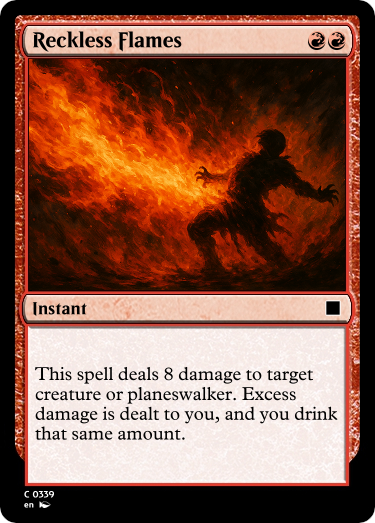 Reckless Flames
Instant
This spell deals 8 damage to target
creature or planeswalker. Excess
damage is dealt to you, and you drink
that same amount.
C 0339
en